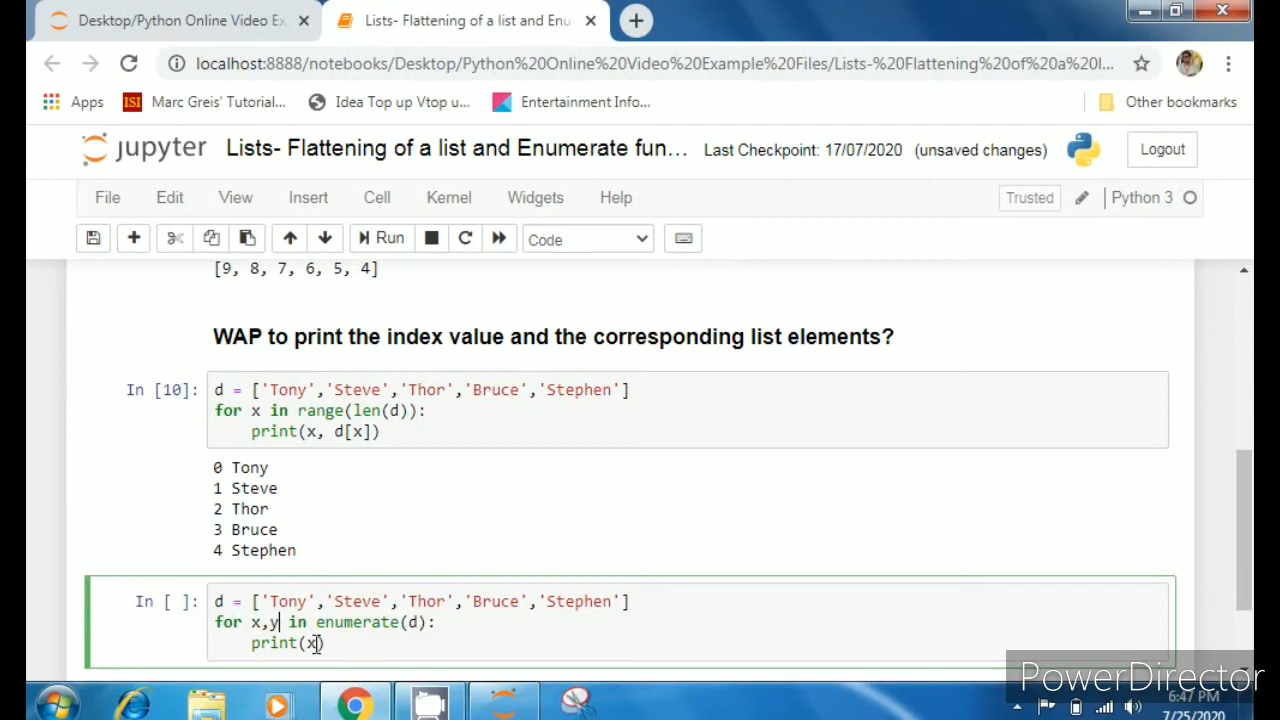 Desktop/Python Online Video Ex
Lists- Flattening of a list and Enu
localhost:8888/notebooks/Desktop/Python%20Online%20Video%20Example%20Files/Lists-%20Flattening%20of%20a%20l...
Apps
ISI
Marc Greis' Tutorial...
Idea Top up Vtop u...
Entertainment Info...
Other bookmarks
jupyter
Lists- Flattening of a list and Enumerate fun...
Last Checkpoint: 17/07/2020 (unsaved changes)
Logout
File Edit View Insert Cell Kernel Widgets Help
Trusted
Python 3
Run
Code
[9, 8, 7, 6, 5, 4]
WAP to print the index value and the corresponding list elements?
In [10]:
d = ['Tony','Steve','Thor','Bruce','Stephen']
for x in range(len(d)):
print(x, d[x])
0 Tony
1 Steve
2 Thor
3 Bruce
4 Stephen
In [ ]:
d = ['Tony','Steve','Thor','Bruce','Stephen']
for x,y in enumerate(d):
print(x)
PowerDirector
6:47 PM
7/25/2020